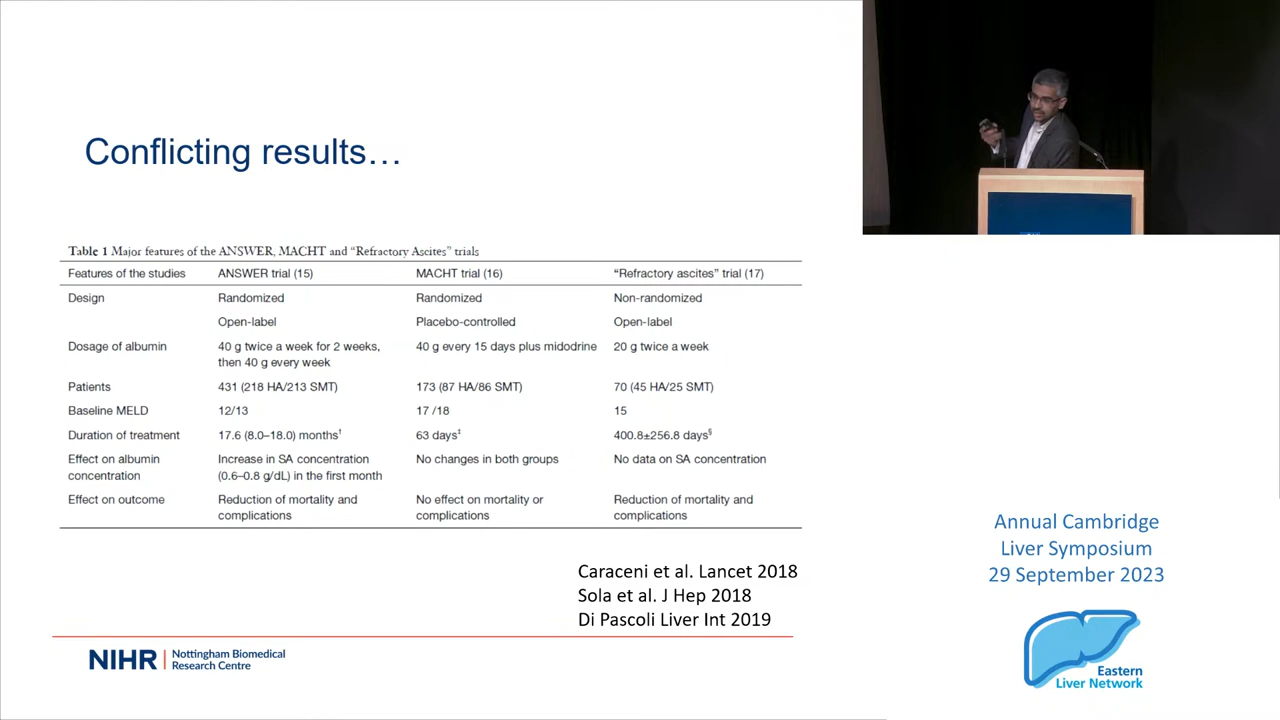 Conflicting results…
Table 1 Major features of the ANSWER, MACHT and “Refractory Ascites” trials
Features of the studies ANSWER trial (15) MACHT trial (16) “Refractory ascites” trial (17)
Design Randomized Randomized Non-randomized
Open-label Placebo-controlled Open-label
Dosage of albumin 40 g twice a week for 2 weeks, 40 g every 15 days plus midodrine 20 g twice a week
then 40 g every week
Patients 431 (218 HA/213 SMT) 173 (87 HA/86 SMT) 70 (45 HA/25 SMT)
Baseline MELD 12/13 17 /18 15
Duration of treatment 17.6 (8.0–18.0) months† 63 days‡ 400.8±256.8 days§
Effect on albumin Increase in SA concentration No changes in both groups No data on SA concentration
concentration (0.6–0.8 g/dL) in the first month
Effect on outcome Reduction of mortality and No effect on mortality or Reduction of mortality and
complications complications complications
Caraceni et al. Lancet 2018
Sola et al. J Hep 2018
Di Pascoli Liver Int 2019
NIHR | Nottingham Biomedical
Research Centre
Annual Cambridge
Liver Symposium
29 September 2023
Eastern
Liver Network